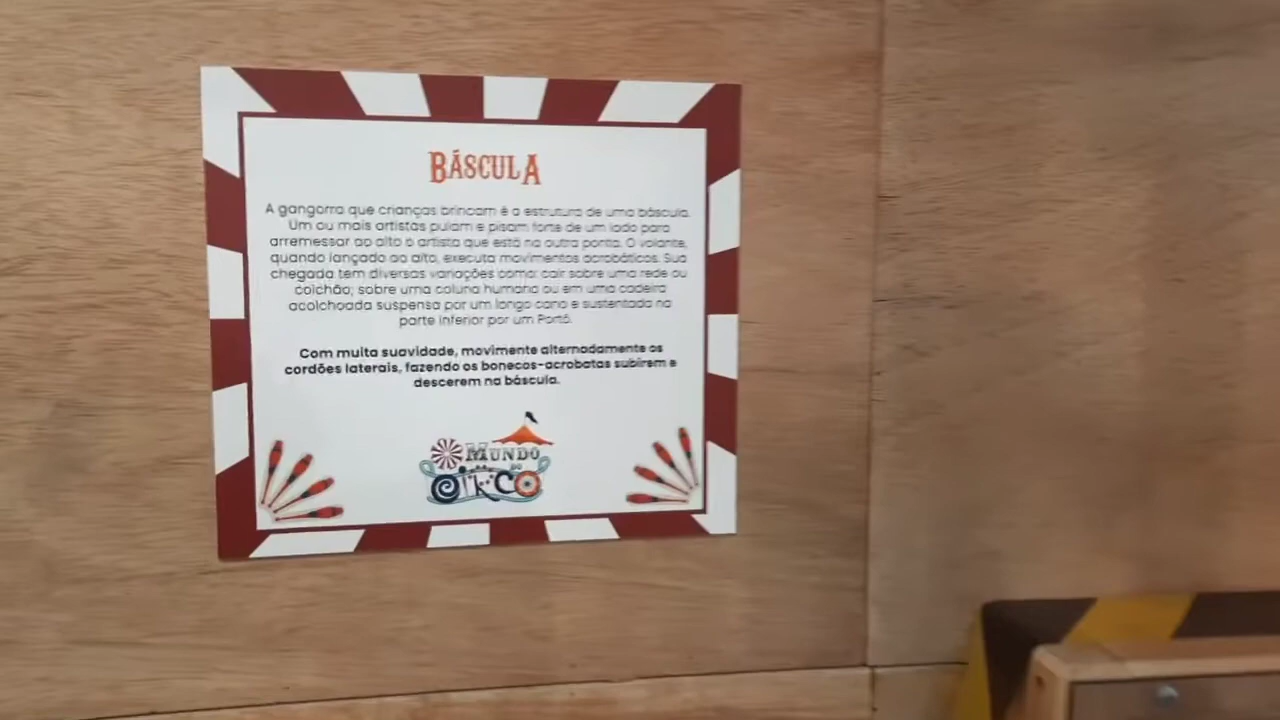 BÁSCULA
A gangorra que crianças brincam é a estrutura de uma báscula.
Um ou mais artistas pulam e pisam forte de um lado para
arremessar ao alto o artista que está na outra ponta. O volante,
quando lançado ao alto, executa movimentos acrobáticos. Sua
chegada tem diversas variações como: cair sobre uma rede ou
colchão; sobre uma coluna humana ou em uma cadeira
acolchoada suspensa por um longo cano e sustentada na
parte inferior por um Portô.
Com muita suavidade, movimente alternadamente os
cordões laterais, fazendo os bonecos-acrobatas subirem e
descerem na báscula.
MUNDO
DO
CIRCO